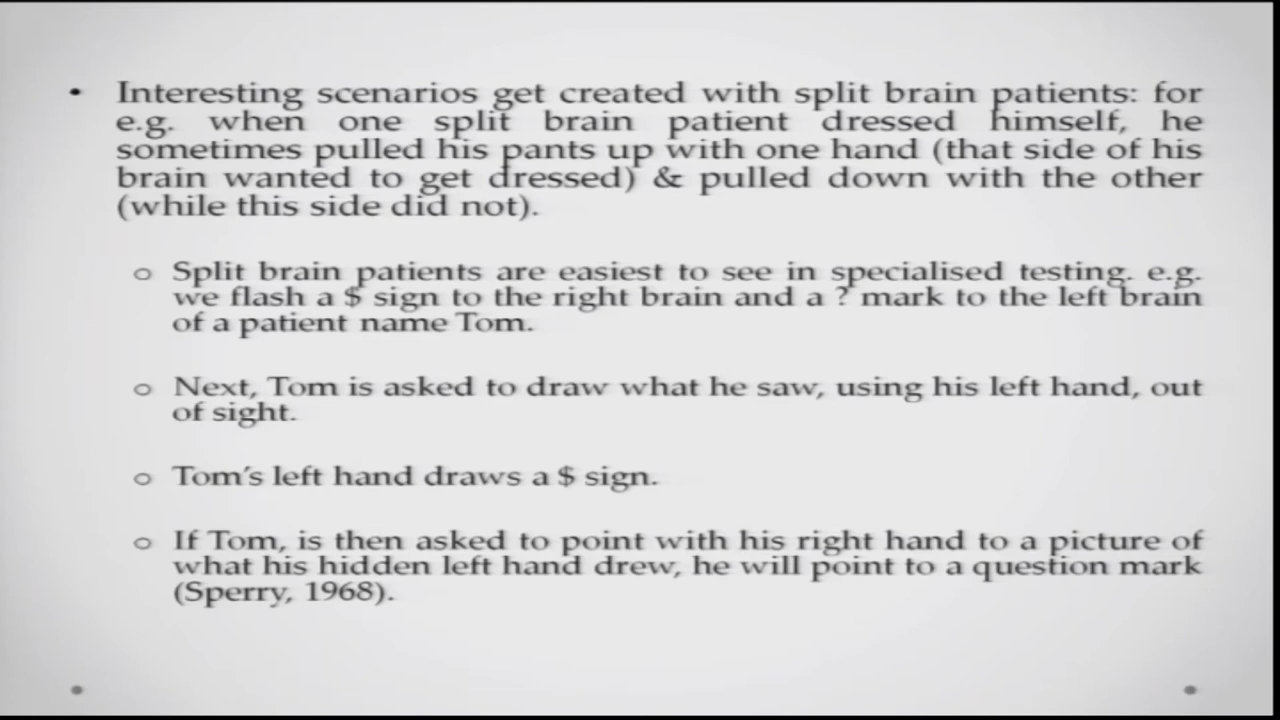 • Interesting scenarios get created with split brain patients: for
e.g. when one split brain patient dressed himself, he
sometimes pulled his pants up with one hand (that side of his
brain wanted to get dressed) & pulled down with the other
(while this side did not).
o Split brain patients are easiest to see in specialised testing. e.g.
we flash a $ sign to the right brain and a ? mark to the left brain
of a patient name Tom.
o Next, Tom is asked to draw what he saw, using his left hand, out
of sight.
o Tom's left hand draws a $ sign.
o If Tom, is then asked to point with his right hand to a picture of
what his hidden left hand drew, he will point to a question mark
(Sperry, 1968).